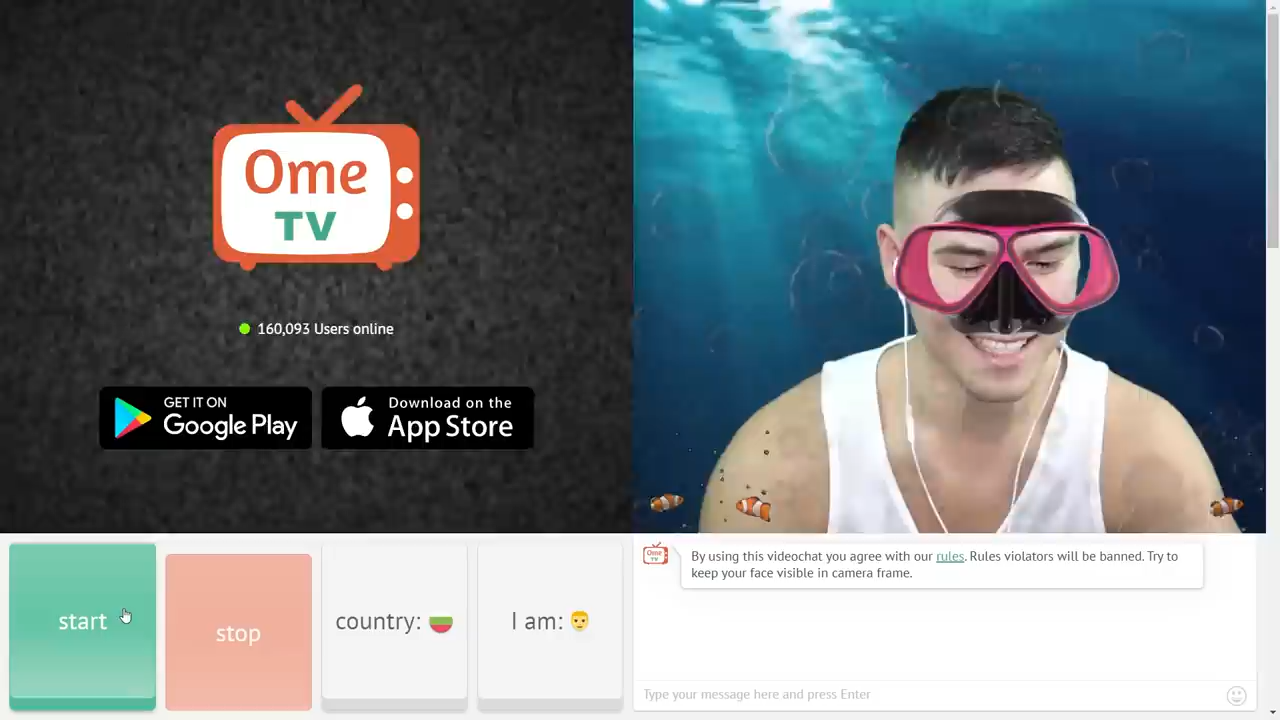 Ome
TV
160,093 Users online
GET IT ON
Google Play
Download on the
App Store
start
stop
country:
I am:
Ome
TV
By using this videochat you agree with our rules. Rules violators will be banned. Try to
keep your face visible in camera frame.
Type your message here and press Enter